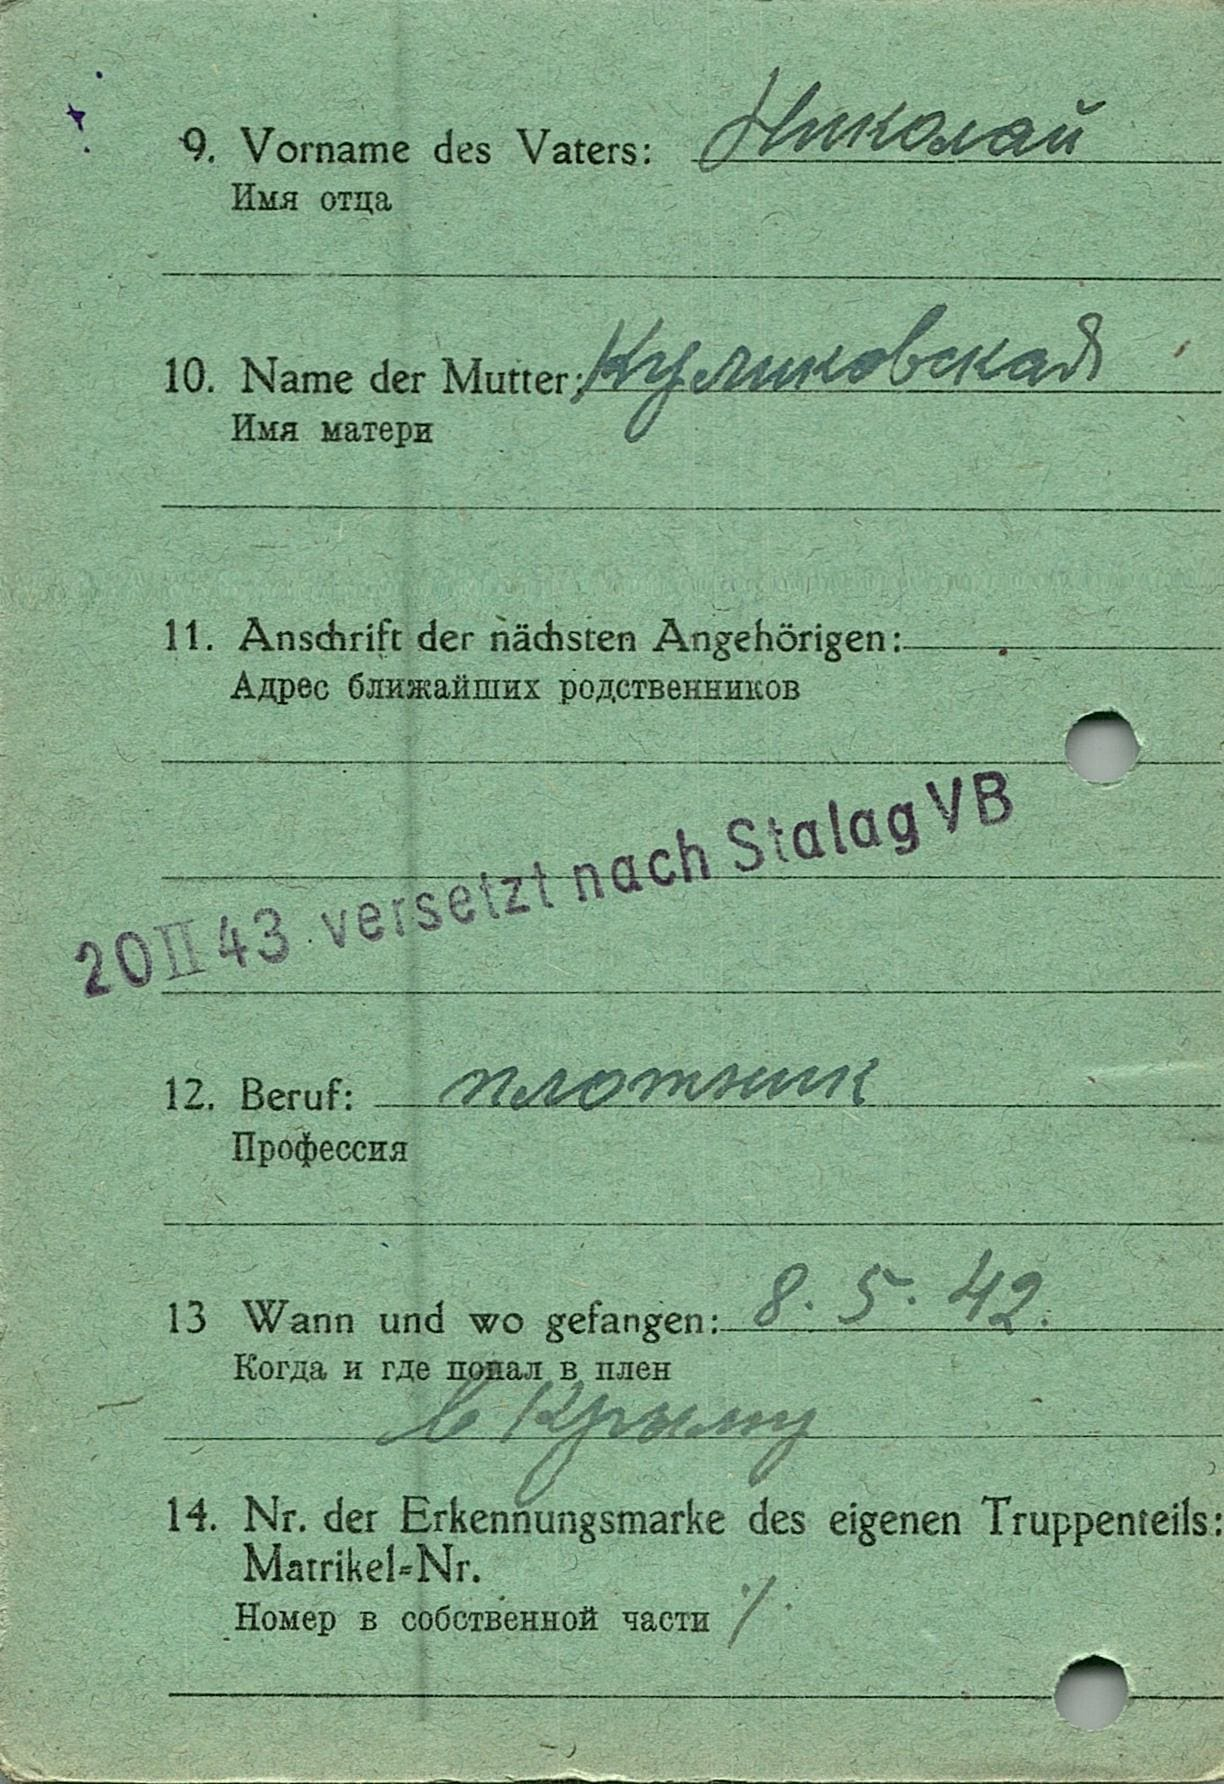 9. Vorname des Vaters: Николай
Имя отца
10. Name der Mutter: Куликовская
Имя матери
11. Anschrift der nächsten Angehörigen:
Адрес ближайших родственников
20 II 43 versetzt nach Stalag VB
12. Beruf: плотник
Профессия
13 Wann und wo gefangen: 8. 5. 42.
Когда и где попал в плен
в Крыму
14. Nr. der Erkennungsmarke des eigenen Truppenteils:
Matrikel-Nr.
Номер в собственной части ·/.